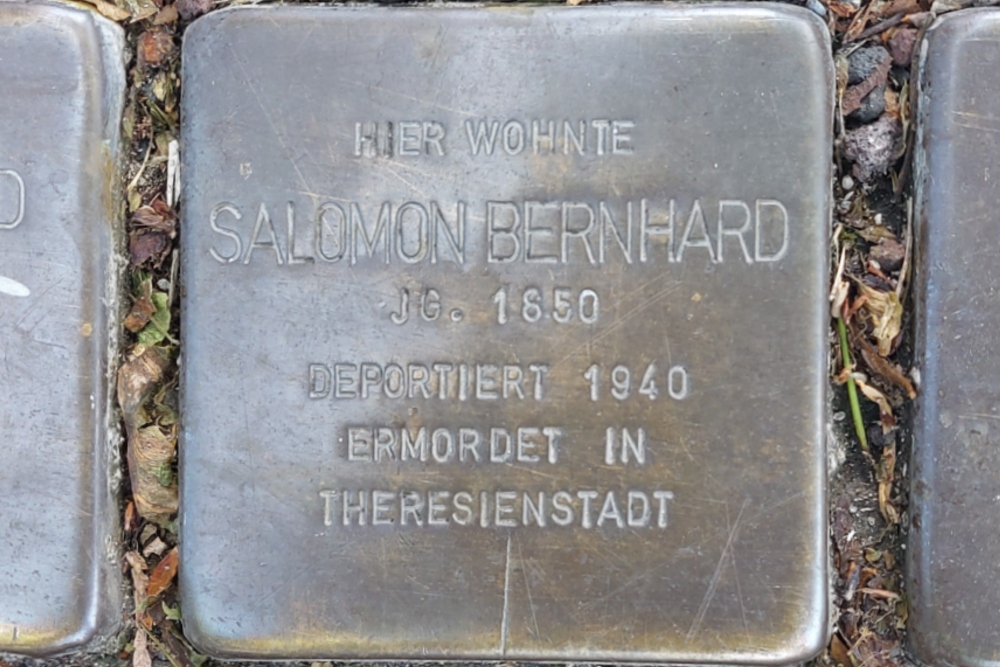 HIER WOHNTE
SALOMON BERNHARD
JG. 1850
DEPORTIERT 1940
ERMORDET IN
THERESIENSTADT